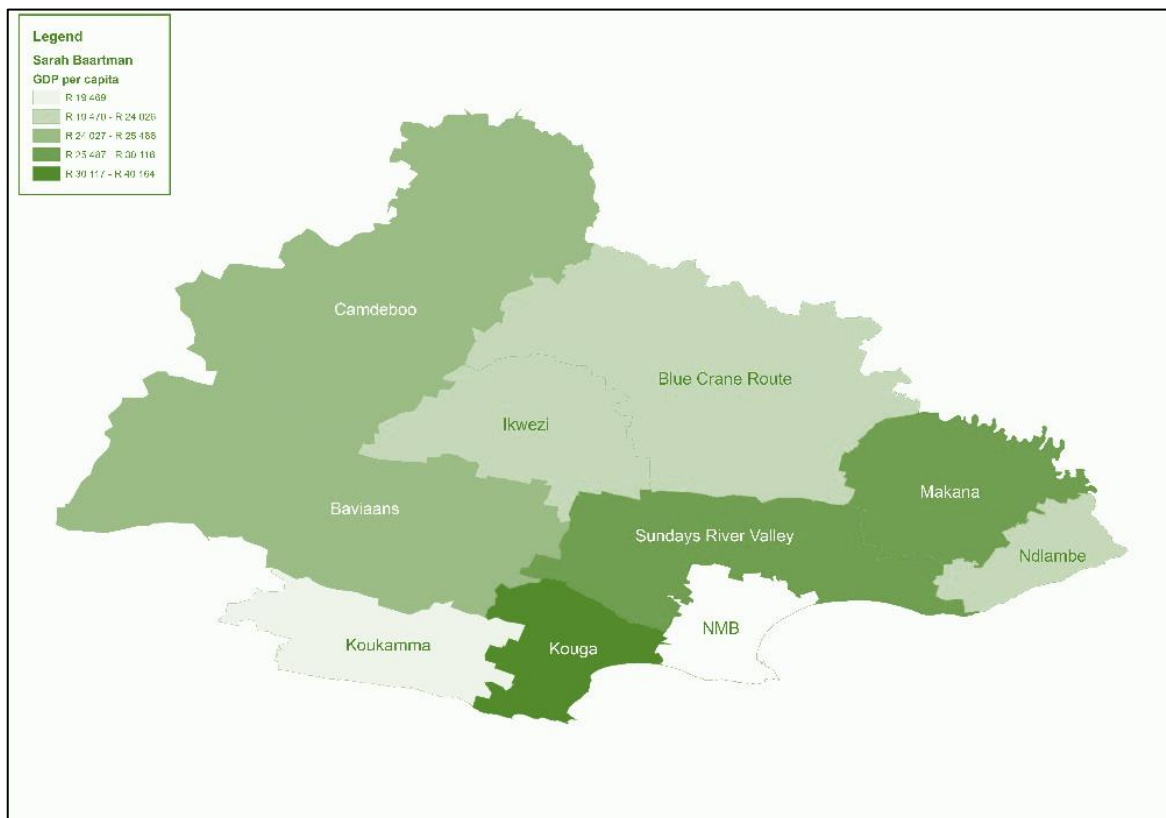 Legend
Sarah Baartman
GDP per capita
R 19 469
R 19 470 - R 24 026
R 24 027 - R 25 486
R 25 487 - R 30 116
R 30 117 - R 40 164
Camdeboo
Blue Crane Route
Ikwezi
Makana
Baviaans
Sundays River Valley
Ndlambe
NMB
Koukamma
Kouga